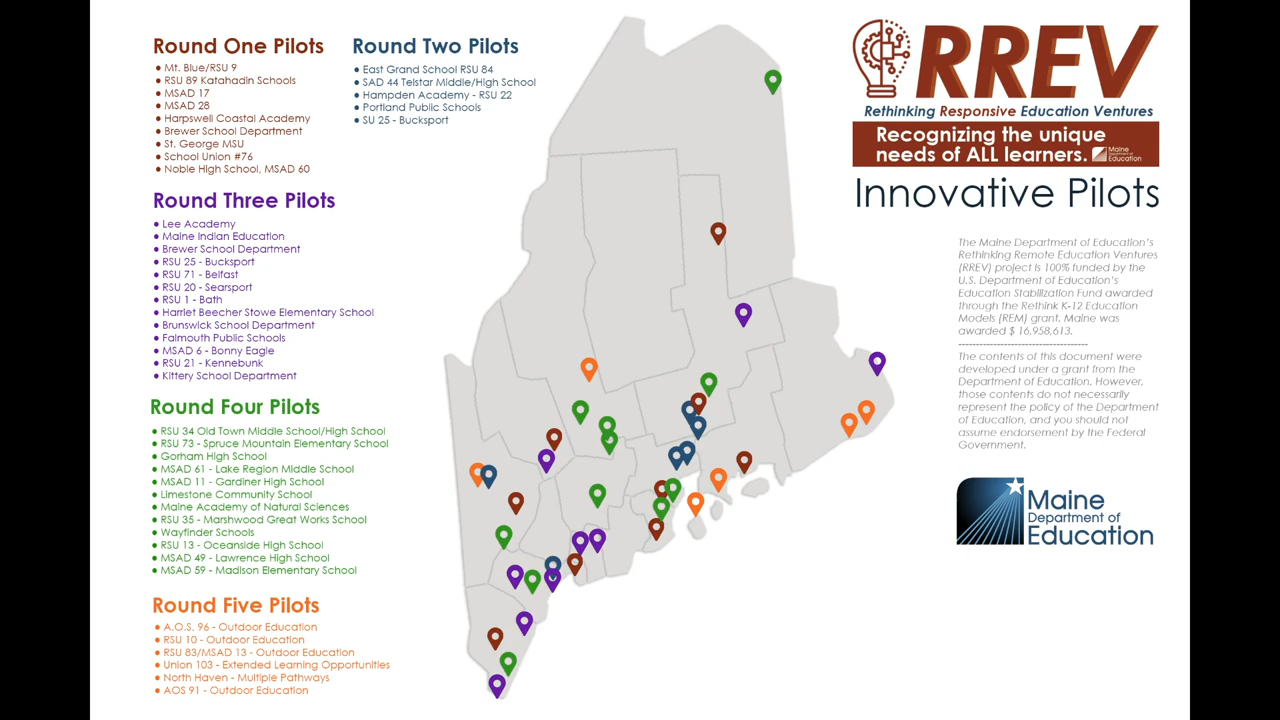 Round One Pilots
● Mt. Blue/RSU 9
● RSU 89 Katahadin Schools
● MSAD 17
● MSAD 28
● Harpswell Coastal Academy
● Brewer School Department
● St. George MSU
● School Union #76
● Noble High School, MSAD 60
Round Two Pilots
● East Grand School RSU 84
● SAD 44 Telstar Middle/High School
● Hampden Academy - RSU 22
● Portland Public Schools
● SU 25 - Bucksport
Round Three Pilots
● Lee Academy
● Maine Indian Education
● Brewer School Department
● RSU 25 - Bucksport
● RSU 71 - Belfast
● RSU 20 - Searsport
● RSU 1 - Bath
● Harriet Beecher Stowe Elementary School
● Brunswick School Department
● Falmouth Public Schools
● MSAD 6 - Bonny Eagle
● RSU 21 - Kennebunk
● Kittery School Department
Round Four Pilots
● RSU 34 Old Town Middle School/High School
● RSU 73 - Spruce Mountain Elementary School
● Gorham High School
● MSAD 61 - Lake Region Middle School
● MSAD 11 - Gardiner High School
● Limestone Community School
● Maine Academy of Natural Sciences
● RSU 35 - Marshwood Great Works School
● Wayfinder Schools
● RSU 13 - Oceanside High School
● MSAD 49 - Lawrence High School
● MSAD 59 - Madison Elementary School
Round Five Pilots
● A.O.S. 96 - Outdoor Education
● RSU 10 - Outdoor Education
● RSU 83/MSAD 13 - Outdoor Education
● Union 103 - Extended Learning Opportunities
● North Haven - Multiple Pathways
● AOS 91 - Outdoor Education
RREV
Rethinking Responsive Education Ventures
Recognizing the unique
needs of ALL learners.
Maine
Department of
Education
Innovative Pilots
The Maine Department of Education's
Rethinking Remote Education Ventures
(RREV) project is 100% funded by the
U.S. Department of Education's
Education Stabilization Fund awarded
through the Rethink K-12 Education
Models (REM) grant. Maine was
awarded $ 16,958,613.
-----------------------------------
The contents of this document were
developed under a grant from the
Department of Education. However,
those contents do not necessarily
represent the policy of the Department
of Education, and you should not
assume endorsement by the Federal
Government.
Maine
Department of
Education